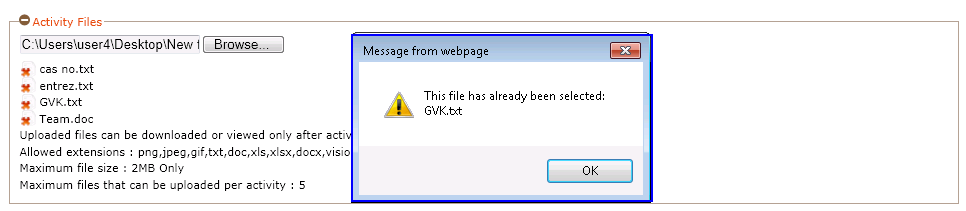 Activity Files
C:\Users\user4\Desktop\New f
Browse...
cas no.txt
entrez.txt
GVK.txt
Team.doc
Uploaded files can be downloaded or viewed only after activ
Allowed extensions : png,jpeg,gif,txt,doc,xls,xlsx,docx,visio
Maximum file size : 2MB Only
Maximum files that can be uploaded per activity : 5
Message from webpage
This file has already been selected:
GVK.txt
OK